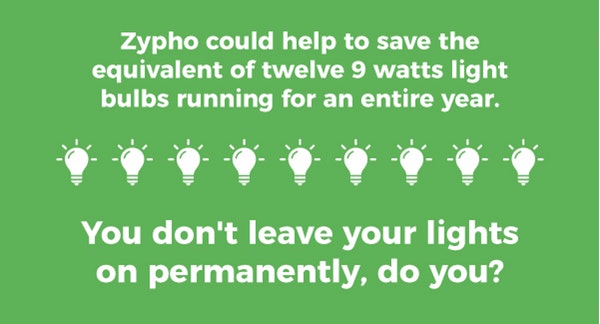 Zypho could help to save the
equivalent of twelve 9 watts light
bulbs running for an entire year.
You don't leave your lights
on permanently, do you?